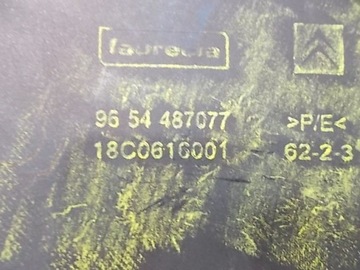 faurecia
96 54 487077 >P/E<
18C0616001 62-2-3